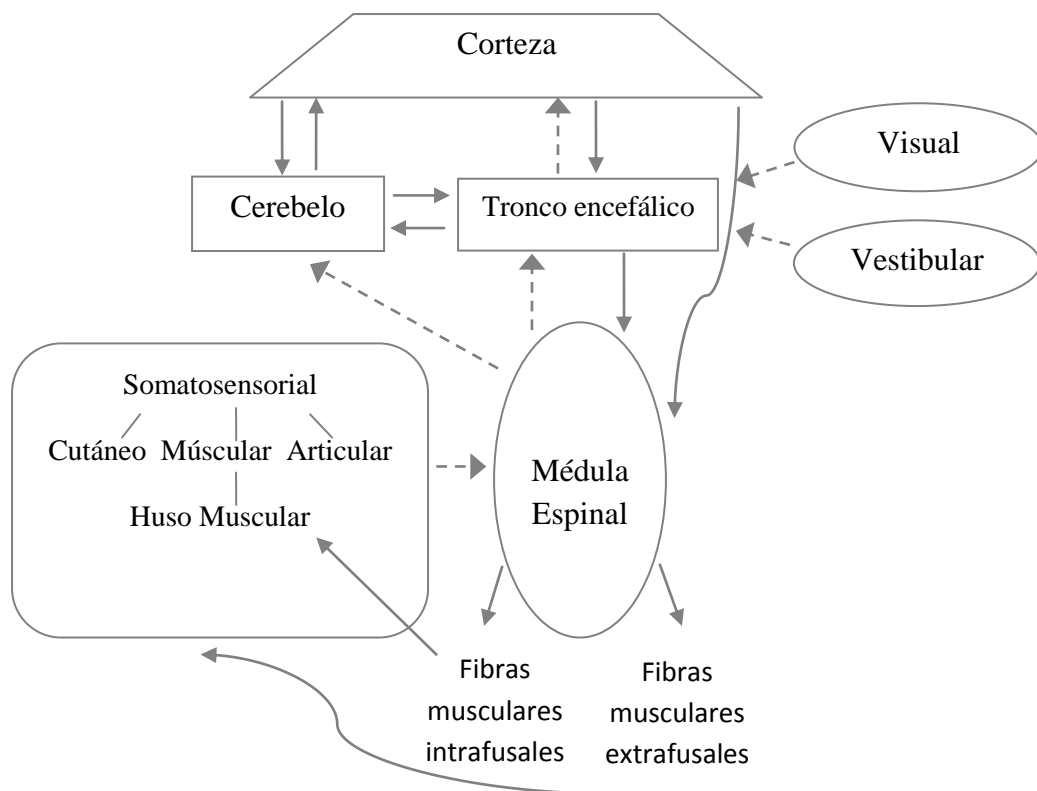 Corteza
Visual
Cerebelo
Tronco encefálico
Vestibular
Somatosensorial
Cutáneo Múscular Articular
Huso Muscular
Médula
Espinal
Fibras
musculares
intrafusales
Fibras
musculares
extrafusales